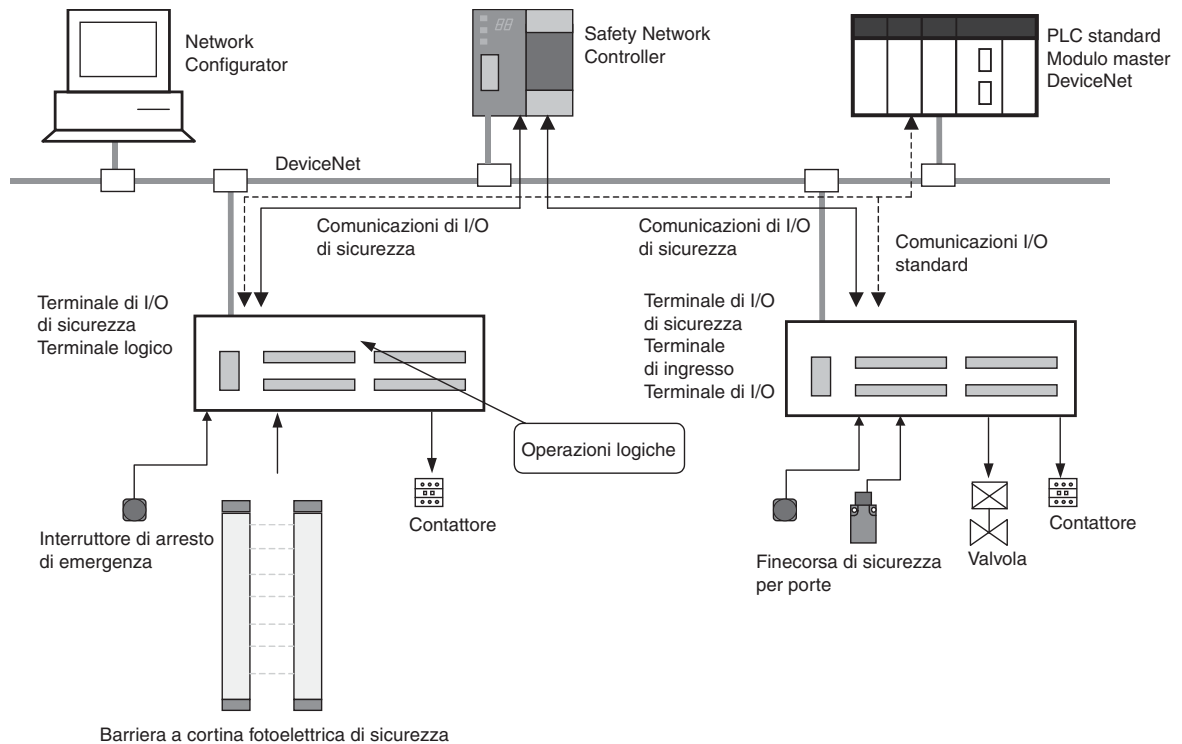 Network
Configurator
88
Safety Network
Controller
PLC standard
Modulo master
DeviceNet
DeviceNet
Comunicazioni di I/O
di sicurezza
Comunicazioni di I/O
di sicurezza
Comunicazioni I/O
standard
Terminale di I/O
di sicurezza
Terminale logico
Terminale di I/O
di sicurezza
Terminale
di ingresso
Terminale di I/O
Operazioni logiche
Interruttore di arresto
di emergenza
Contattore
Finecorsa di sicurezza
per porte
Valvola
Contattore
Barriera a cortina fotoelettrica di sicurezza